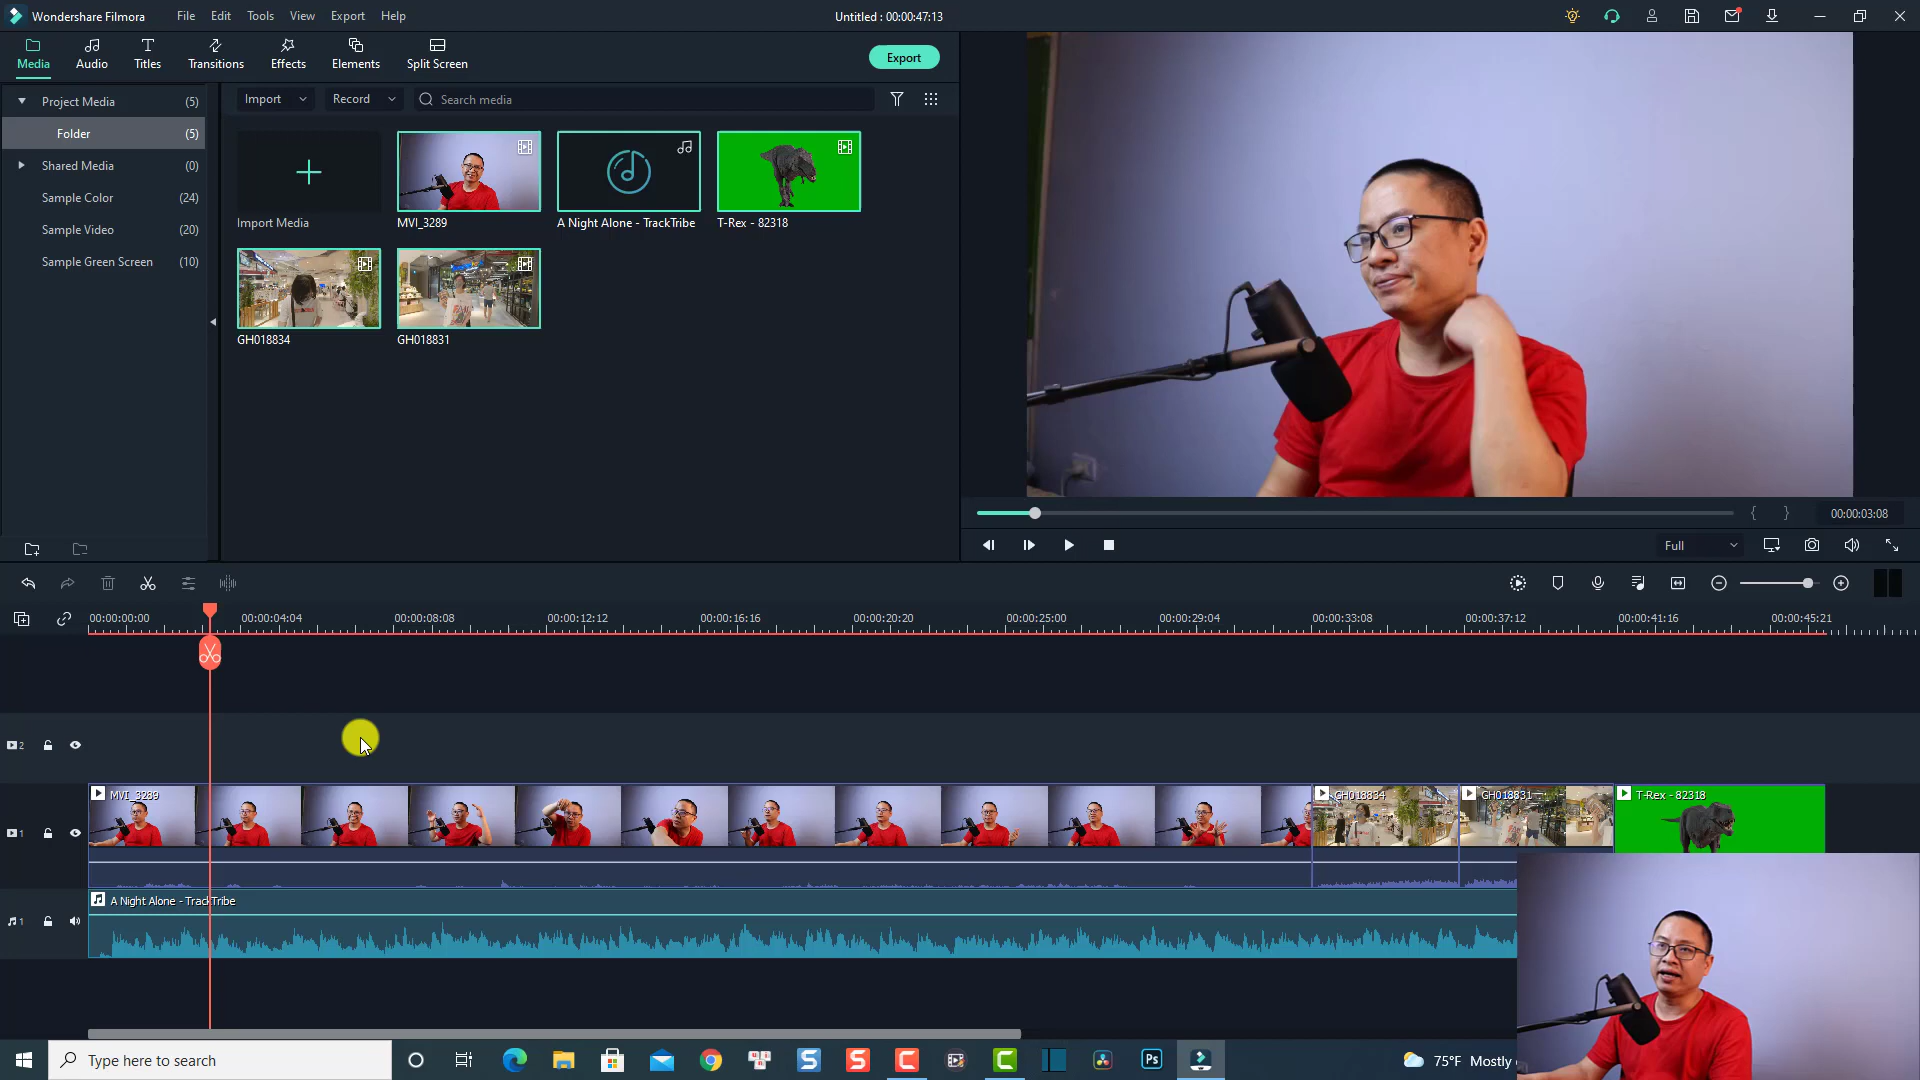 Wondershare Filmora File Edit Tools View Export Help Untitled : 00:00:47:13
Media Audio Titles Transitions Effects Elements Split Screen Export
Project Media (5) Import Record Search media
Folder (5)
Shared Media (0)
Sample Color (24)
Sample Video (20)
Sample Green Screen (10)
Import Media MVI_3289 A Night Alone - TrackTribe T-Rex - 82318
GH018834 GH018831
00:00:03:08
Full
00:00:00:00 00:00:04:04 00:00:08:08 00:00:12:12 00:00:16:16 00:00:20:20 00:00:25:00 00:00:29:04 00:00:33:08 00:00:37:12 00:00:41:16 00:00:45:21
2
MVI_3289 GH018834 GH018831 T-Rex - 82318
1
A Night Alone - TrackTribe
1
Type here to search Ps 75°F Mostly